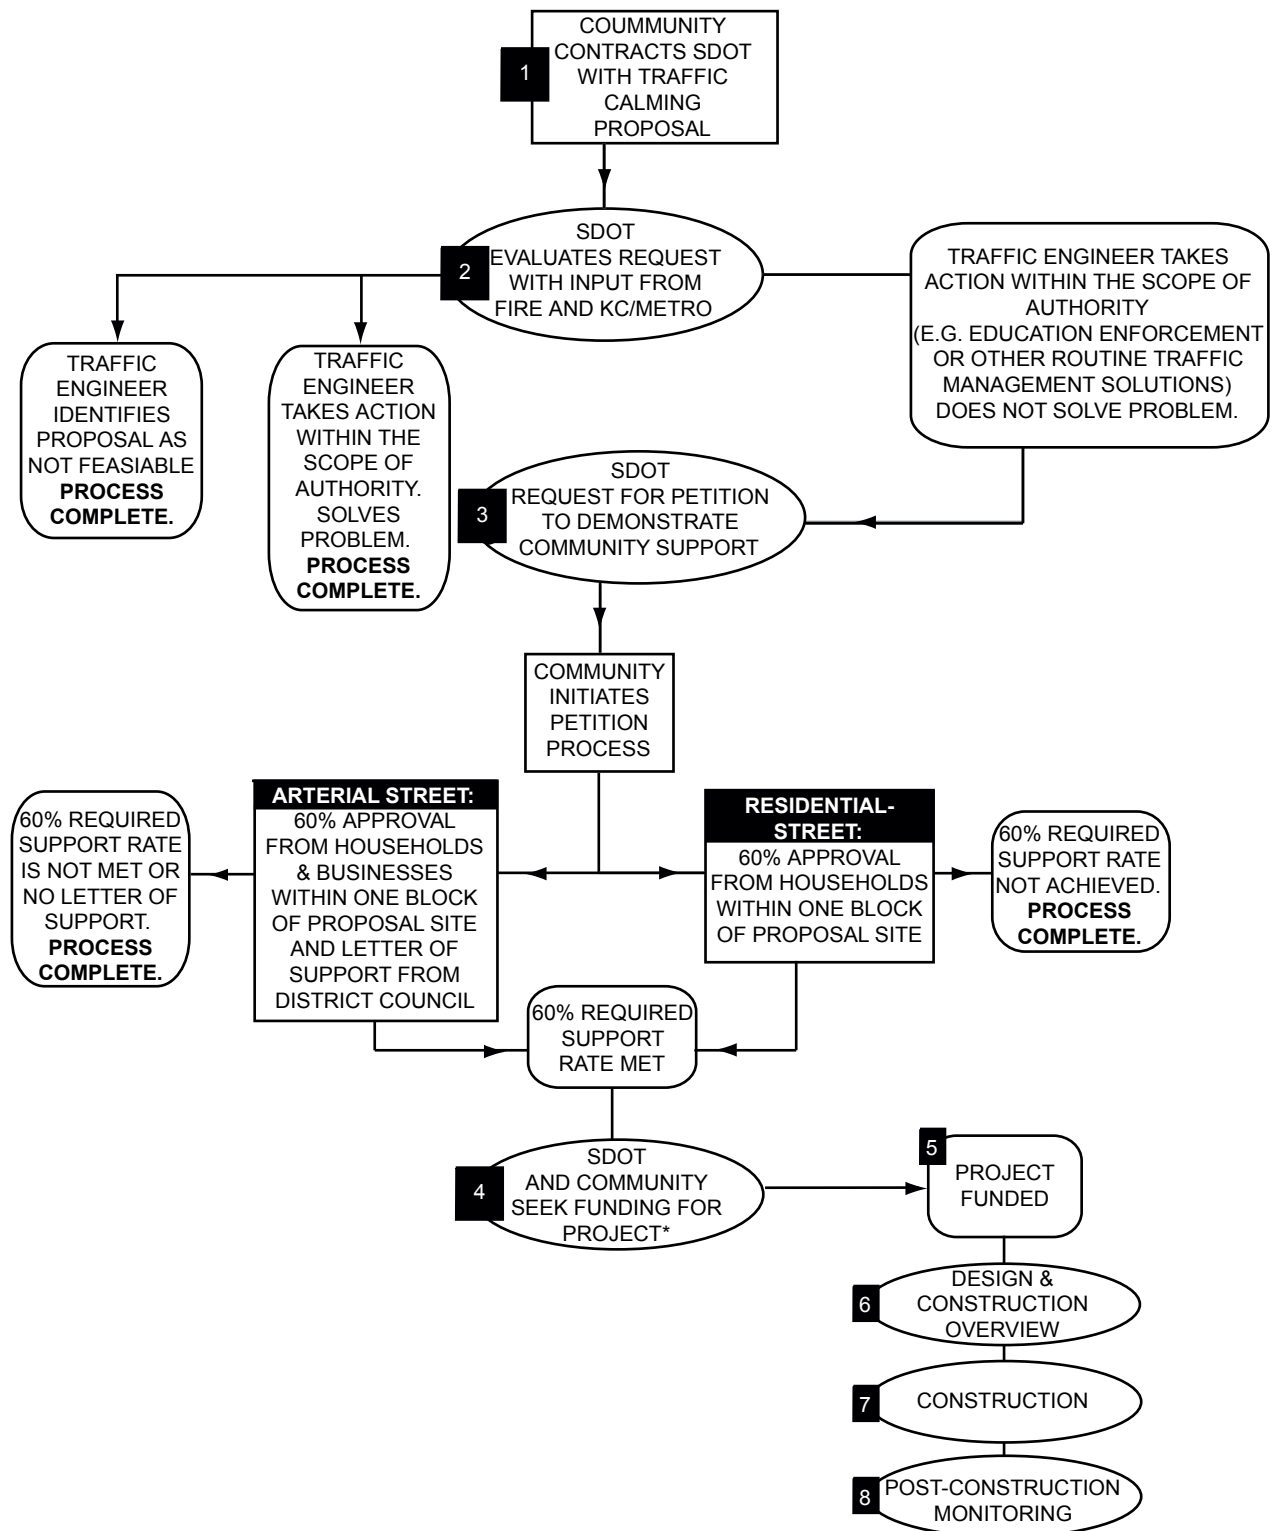 1
COUMMUNITY
CONTRACTS SDOT
WITH TRAFFIC
CALMING
PROPOSAL
2
SDOT
EVALUATES REQUEST
WITH INPUT FROM
FIRE AND KC/METRO
TRAFFIC ENGINEER TAKES
ACTION WITHIN THE SCOPE OF
AUTHORITY
(E.G. EDUCATION ENFORCEMENT
OR OTHER ROUTINE TRAFFIC
MANAGEMENT SOLUTIONS)
DOES NOT SOLVE PROBLEM.
TRAFFIC
ENGINEER
IDENTIFIES
PROPOSAL AS
NOT FEASIABLE
PROCESS
COMPLETE.
TRAFFIC
ENGINEER
TAKES ACTION
WITHIN THE
SCOPE OF
AUTHORITY.
SOLVES
PROBLEM.
PROCESS
COMPLETE.
3
SDOT
REQUEST FOR PETITION
TO DEMONSTRATE
COMMUNITY SUPPORT
COMMUNITY
INITIATES
PETITION
PROCESS
60% REQUIRED
SUPPORT RATE
IS NOT MET OR
NO LETTER OF
SUPPORT.
PROCESS
COMPLETE.
ARTERIAL STREET:
60% APPROVAL
FROM HOUSEHOLDS
& BUSINESSES
WITHIN ONE BLOCK
OF PROPOSAL SITE
AND LETTER OF
SUPPORT FROM
DISTRICT COUNCIL
RESIDENTIAL-
STREET:
60% APPROVAL
FROM HOUSEHOLDS
WITHIN ONE BLOCK
OF PROPOSAL SITE
60% REQUIRED
SUPPORT RATE
NOT ACHIEVED.
PROCESS
COMPLETE.
60% REQUIRED
SUPPORT
RATE MET
4
SDOT
AND COMMUNITY
SEEK FUNDING FOR
PROJECT*
5
PROJECT
FUNDED
6
DESIGN &
CONSTRUCTION
OVERVIEW
7
CONSTRUCTION
8
POST-CONSTRUCTION
MONITORING